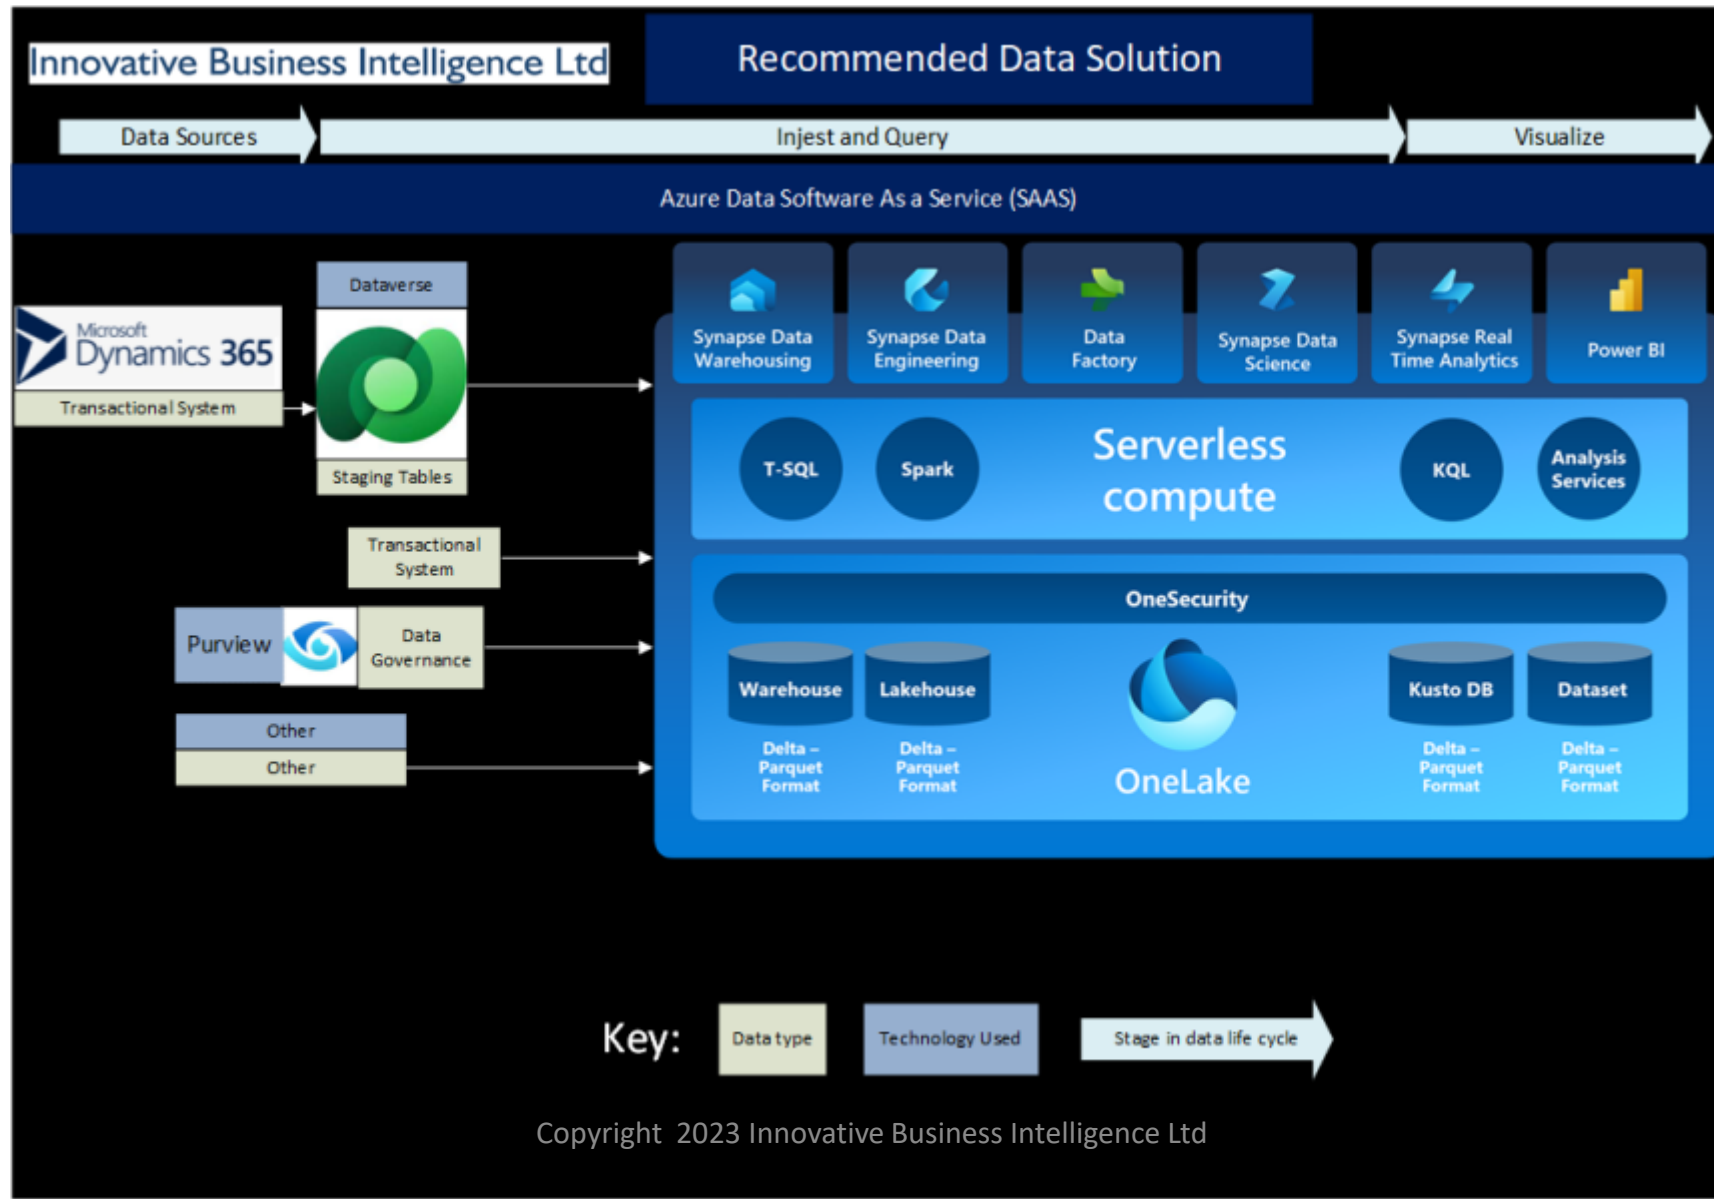 Innovative Business Intelligence Ltd
Recommended Data Solution
Data Sources
Injest and Query
Visualize
Azure Data Software As a Service (SAAS)
Dataverse
Microsoft
Dynamics 365
Transactional System
Staging Tables
Transactional
System
Purview
Data
Governance
Other
Other
Synapse Data
Warehousing
Synapse Data
Engineering
Data
Factory
Synapse Data
Science
Synapse Real
Time Analytics
Power BI
T-SQL
Spark
Serverless
compute
KQL
Analysis
Services
OneSecurity
Warehouse
Lakehouse
Kusto DB
Dataset
Delta –
Parquet
Format
Delta –
Parquet
Format
OneLake
Delta –
Parquet
Format
Delta –
Parquet
Format
Key:
Data type
Technology Used
Stage in data life cycle
Copyright 2023 Innovative Business Intelligence Ltd